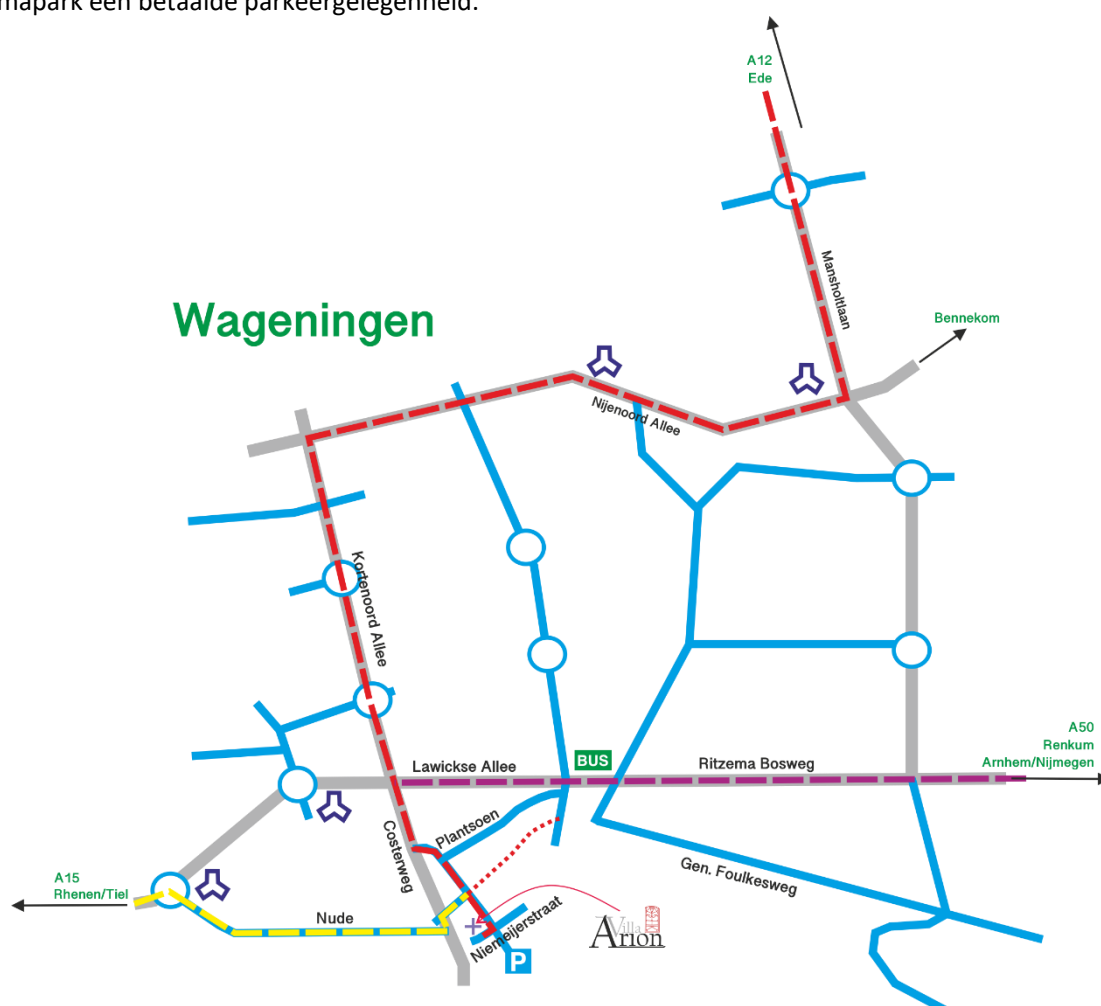 mapark een betaalde parkeergelegenheid.
A12
Ede
Mansholtlaan
Wageningen
Bennekom
Nijenoord Allee
Kortenoord Allee
A50
Renkum
Arnhem/Nijmegen
BUS
Lawickse Allee
Ritzema Bosweg
Plantsoen
Costerweg
Gen. Foulkesweg
A15
Rhenen/Tiel
Nude
Niemeijerstraat
Villa
Arion
P